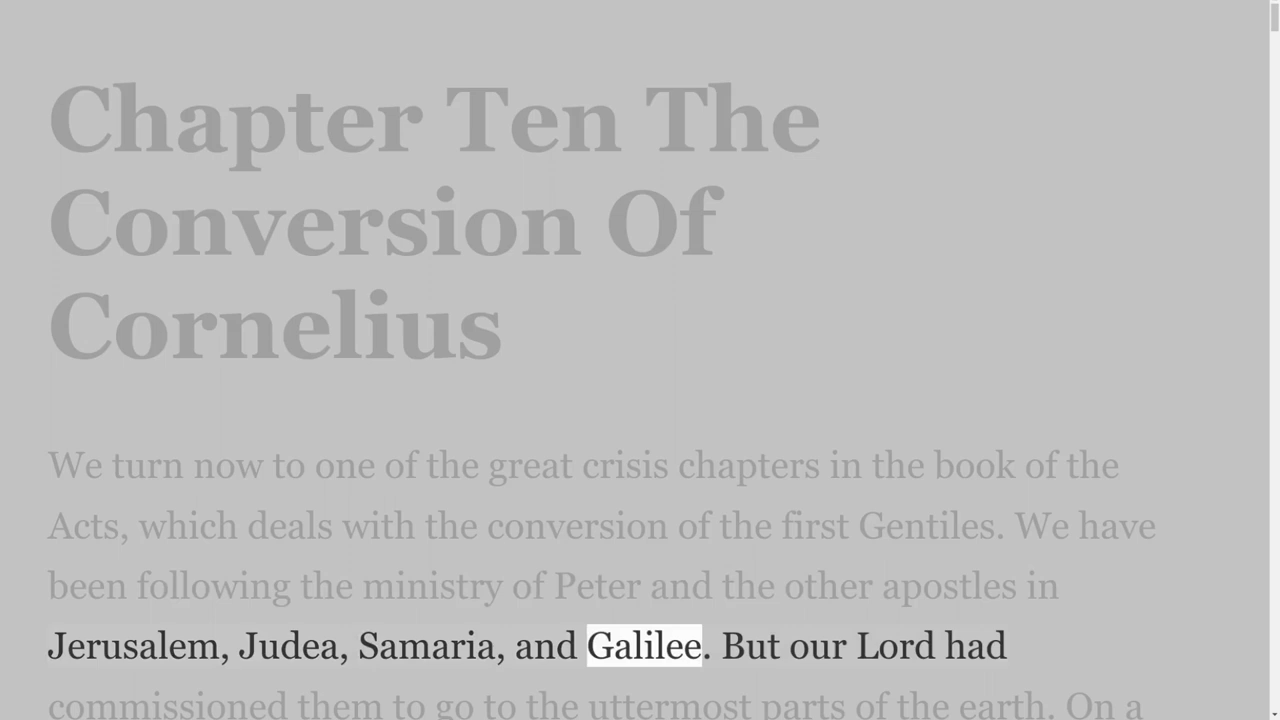 Chapter Ten The
Conversion Of
Cornelius
We turn now to one of the great crisis chapters in the book of the
Acts, which deals with the conversion of the first Gentiles. We have
been following the ministry of Peter and the other apostles in
Jerusalem, Judea, Samaria, and Galilee. But our Lord had
commissioned them to go to the uttermost parts of the earth. On a